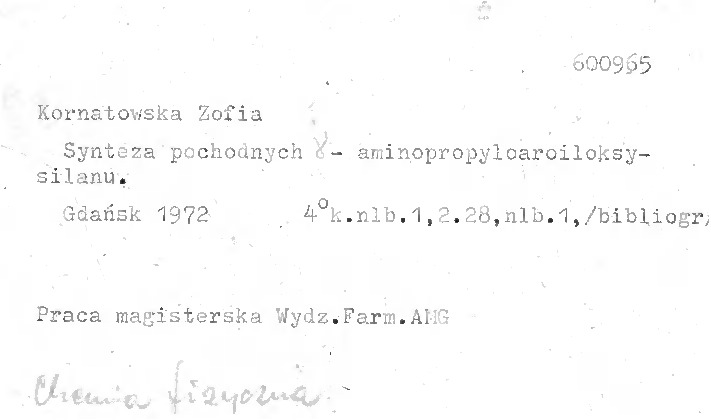 600965
Kornatowska Zofia
Synteza pochodnych γ- aminopropyloaroiloksy-
silanu.
Gdańsk 1972 4°k.nlb.1,2.28,nlb.1,/bibliogr/
Praca magisterska Wydz.Farm.AMG
Chemia fizyczna